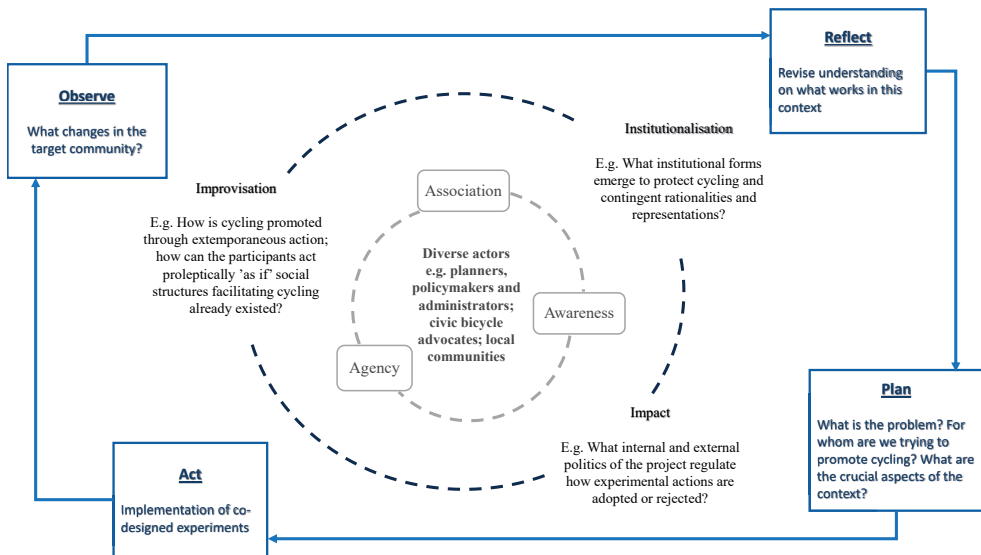 Reflect
Revise understanding
on what works in this
context
Observe
What changes in the
target community?
Institutionalisation
E.g. What institutional forms
emerge to protect cycling and
contingent rationalities and
representations?
Improvisation
E.g. How is cycling promoted
through extemporaneous action;
how can the participants act
proleptically ’as if’ social
structures facilitating cycling
already existed?
Association
Diverse actors
e.g. planners,
policymakers and
administrators;
civic bicycle
advocates; local
communities
Awareness
Agency
Impact
E.g. What internal and external
politics of the project regulate
how experimental actions are
adopted or rejected?
Plan
What is the problem? For
whom are we trying to
promote cycling? What are
the crucial aspects of the
context?
Act
Implementation of co-
designed experiments